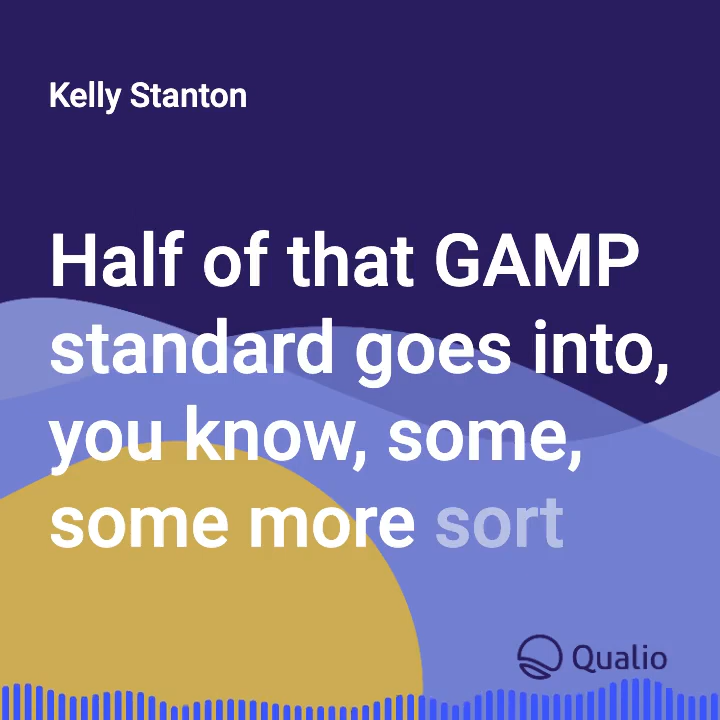 Kelly Stanton
Half of that GAMP
standard goes into,
you know, some,
some more sort
Qualio